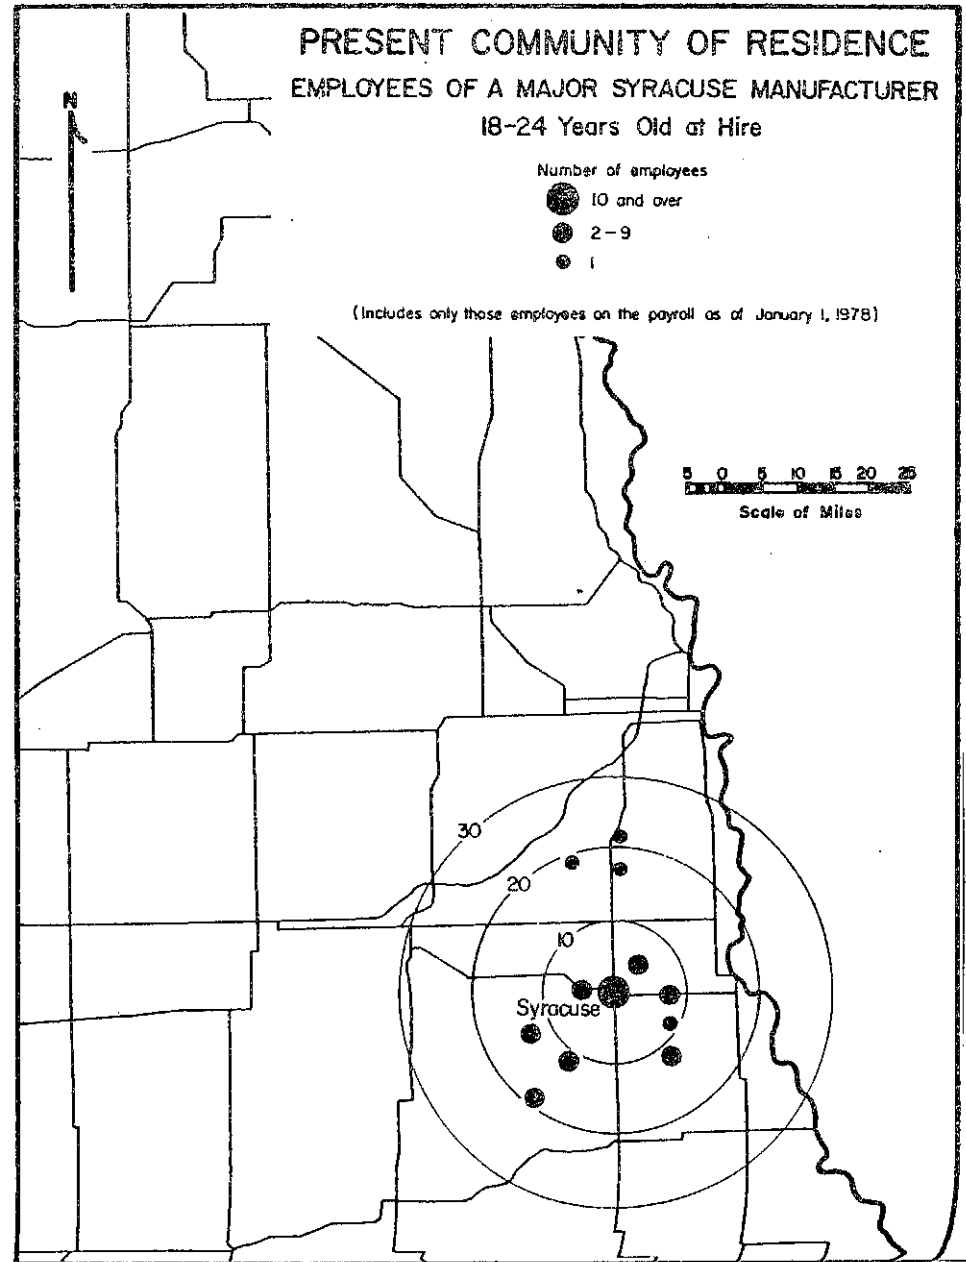 PRESENT COMMUNITY OF RESIDENCE
EMPLOYEES OF A MAJOR SYRACUSE MANUFACTURER
18-24 Years Old at Hire
N
Number of employees
10 and over
2-9
1
(Includes only those employees on the payroll as of January 1, 1978)
5 0 5 10 15 20 25
Scale of Miles
30
20
10
Syracuse